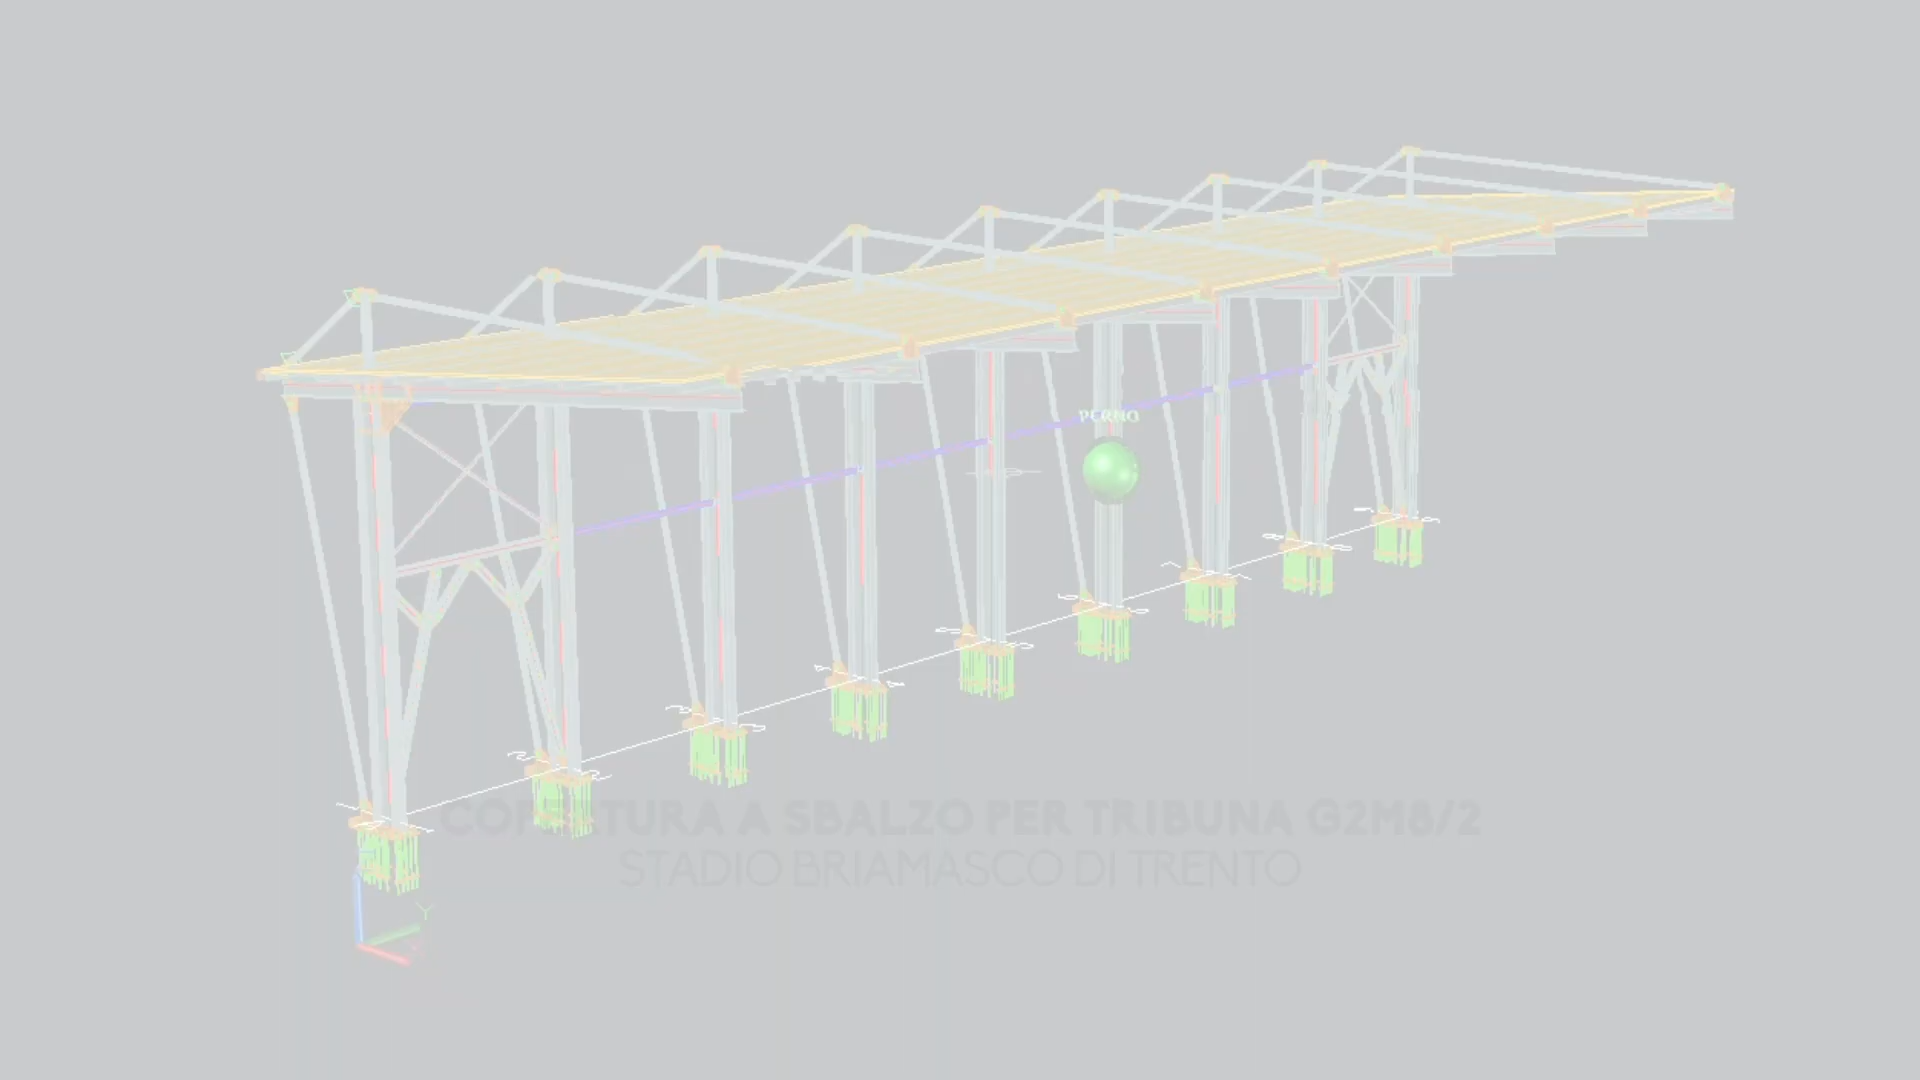 PERNO
COPERTURA A SBALZO PER TRIBUNA G2M8/2
STADIO BRIAMASCO DI TRENTO
Y